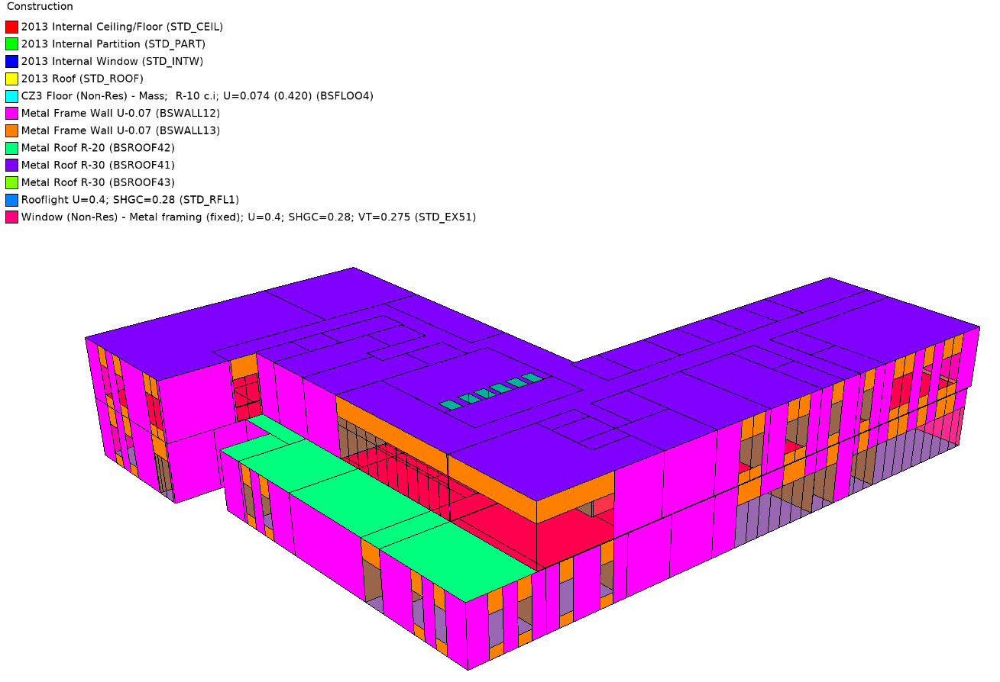 Construction
2013 Internal Ceiling/Floor (STD_CEIL)
2013 Internal Partition (STD_PART)
2013 Internal Window (STD_INTW)
2013 Roof (STD_ROOF)
CZ3 Floor (Non-Res) - Mass;  R-10 c.i; U=0.074 (0.420) (BSFLOO4)
Metal Frame Wall U-0.07 (BSWALL12)
Metal Frame Wall U-0.07 (BSWALL13)
Metal Roof R-20 (BSROOF42)
Metal Roof R-30 (BSROOF41)
Metal Roof R-30 (BSROOF43)
Rooflight U=0.4; SHGC=0.28 (STD_RFL1)
Window (Non-Res) - Metal framing (fixed); U=0.4; SHGC=0.28; VT=0.275 (STD_EX51)